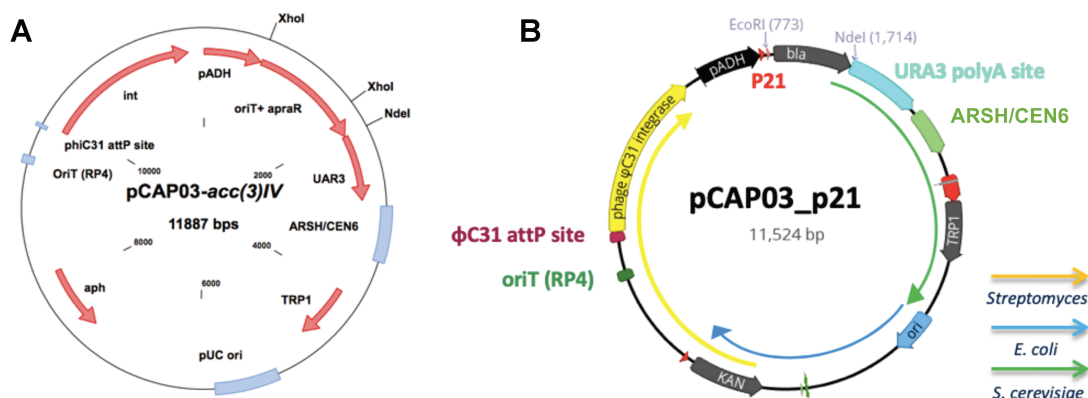 A
XhoI
pADH
int
oriT+ apraR
XhoI
NdeI
phiC31 attP site
10000
2000
OriT (RP4)
pCAP03-acc(3)IV
UAR3
11887 bps
ARSH/CEN6
8000
4000
6000
aph
TRP1
pUC ori
B
EcoRI (773)
NdeI (1,714)
pADH
P21
bla
URA3 polyA site
ARSH/CEN6
phage φC31 integrase
pCAP03_p21
11,524 bp
TRP1
ϕC31 attP site
oriT (RP4)
ori
KAN
Streptomyces
E. coli
S. cerevisiae